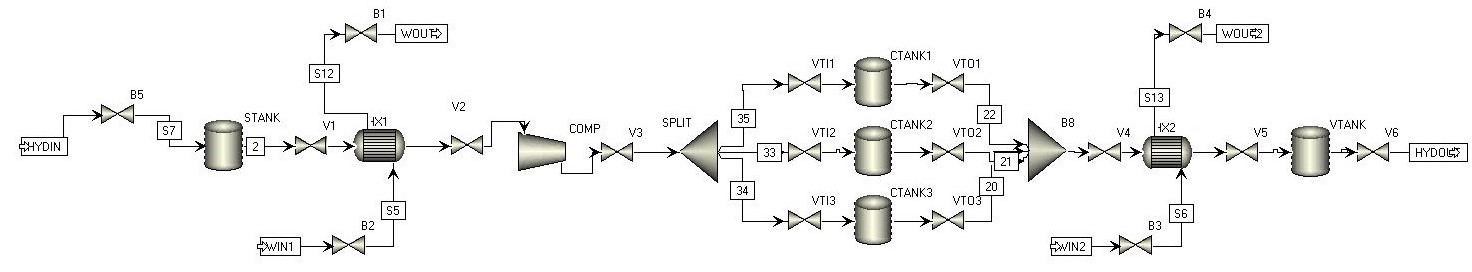 B1
WOUT
B4
WOUT2
CTANK1
VTI1
VTO1
S12
S13
B5
V2
35
22
STANK
V1
HX1
COMP
V3
SPLIT
CTANK2
VTI2
VTO2
B8
V4
HX2
V5
VTANK
V6
HYDIN
S7
2
33
21
HYDOU
34
20
CTANK3
VTI3
VTO3
S5
S6
B2
B3
WIN1
WIN2